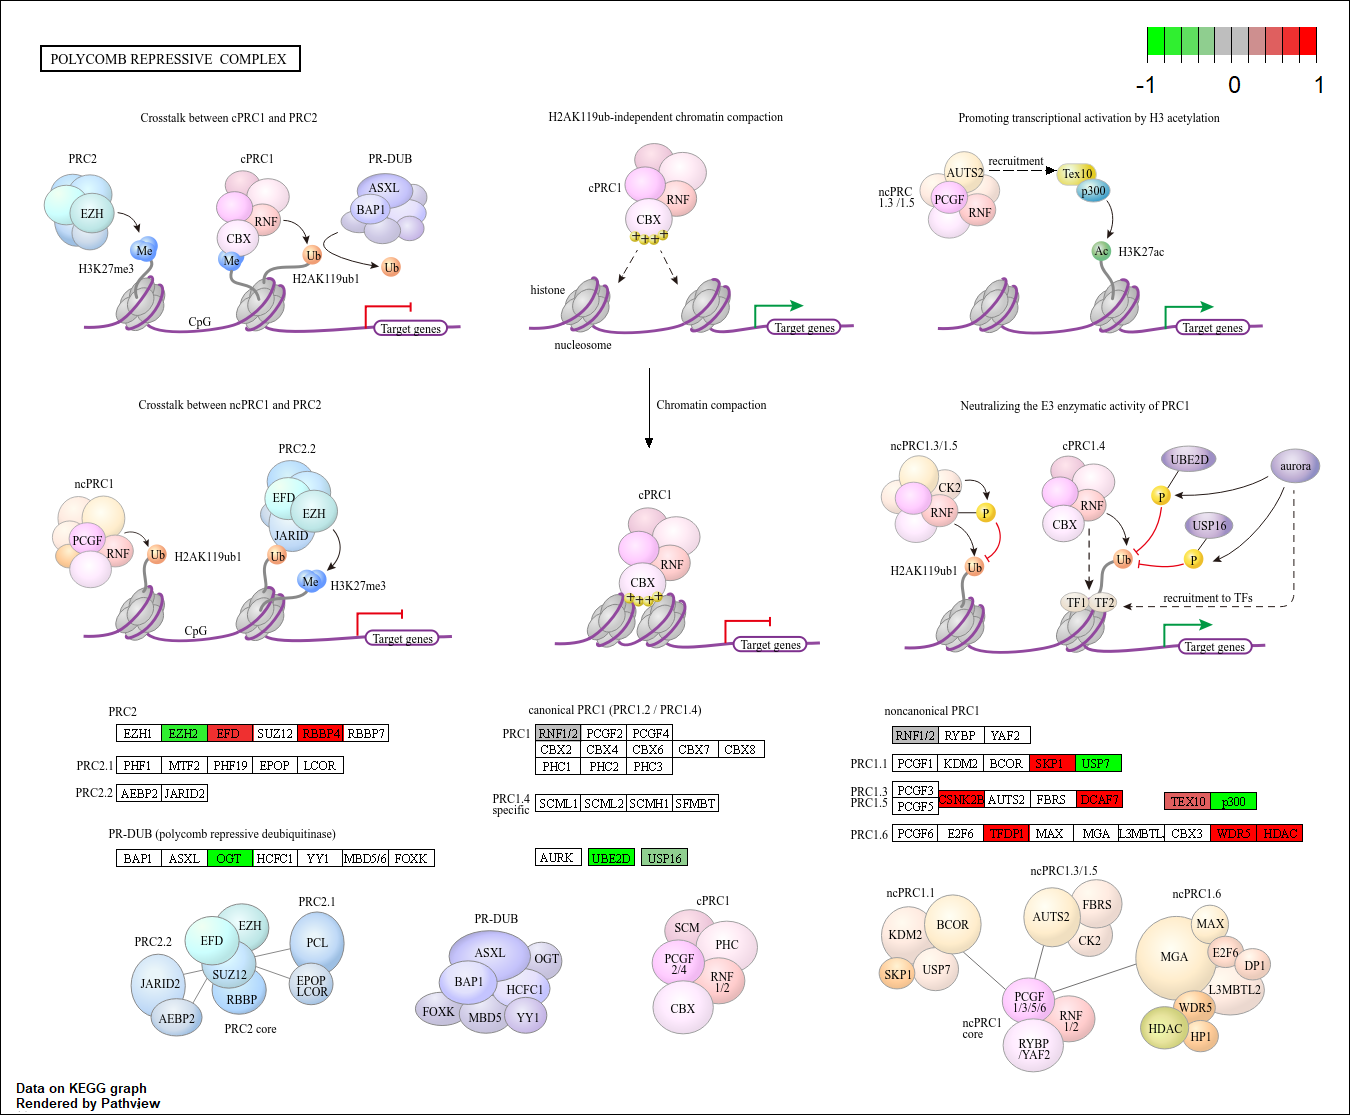 POLYCOMB REPRESSIVE COMPLEX
-1 0 1
Crosstalk between cPRC1 and PRC2
PRC2
cPRC1
PR-DUB
EZH
Me
H3K27me3
RNF
CBX
Me
Ub
H2AK119ub1
ASXL
BAP1
Ub
CpG
Target genes
H2AK119ub-independent chromatin compaction
cPRC1
RNF
CBX
++++
histone
nucleosome
Target genes
Chromatin compaction
Promoting transcriptional activation by H3 acetylation
ncPRC
1.3 /1.5
AUTS2
PCGF
RNF
recruitment
Tex10
p300
Ac
H3K27ac
Target genes
Crosstalk between ncPRC1 and PRC2
ncPRC1
PCGF
RNF
Ub
H2AK119ub1
PRC2.2
EFD
EZH
JARID
Ub
Me
H3K27me3
CpG
Target genes
cPRC1
RNF
CBX
++++
Target genes
Neutralizing the E3 enzymatic activity of PRC1
ncPRC1.3/1.5
CK2
RNF
P
H2AK119ub1
Ub
cPRC1.4
RNF
CBX
UBE2D
P
USP16
P
aurora
Ub
TF1
TF2
recruitment to TFs
Target genes
PRC2
EZH1 EZH2 EFD SUZ12 RBBP4 RBBP7
PRC2.1 PHF1 MTF2 PHF19 EPOP LCOR
PRC2.2 AEBP2 JARID2
PR-DUB (polycomb repressive deubiquitinase)
BAP1 ASXL OGT HCFC1 YY1 MBD5/6 FOXK
canonical PRC1 (PRC1.2 / PRC1.4)
PRC1 RNF1/2 PCGF2 PCGF4
CBX2 CBX4 CBX6 CBX7 CBX8
PHC1 PHC2 PHC3
PRC1.4
specific
SCML1 SCML2 SCMH1 SFMBT
AURK UBE2D USP16
noncanonical PRC1
RNF1/2 RYBP YAF2
PRC1.1 PCGF1 KDM2 BCOR SKP1 USP7
PRC1.3
PRC1.5
PCGF3
PCGF5
CSNK2B AUTS2 FBRS DCAF7 TEX10 p300
PRC1.6 PCGF6 E2F6 TFDP1 MAX MGA L3MBTL CBX3 WDR5 HDAC
PRC2.2
PRC2.1
EZH
EFD
SUZ12
RBBP
JARID2
AEBP2
PCL
EPOP
LCOR
PRC2 core
PR-DUB
ASXL
OGT
BAP1
HCFC1
FOXK
MBD5
YY1
cPRC1
SCM
PHC
PCGF
2/4
RNF
1/2
CBX
ncPRC1.1
KDM2
BCOR
SKP1
USP7
ncPRC1.3/1.5
AUTS2
FBRS
CK2
ncPRC1.6
MAX
MGA
E2F6
DP1
L3MBTL2
WDR5
HDAC
HP1
PCGF
1/3/5/6
RNF
1/2
RYBP
/YAF2
ncPRC1
core
Data on KEGG graph
Rendered by Pathview